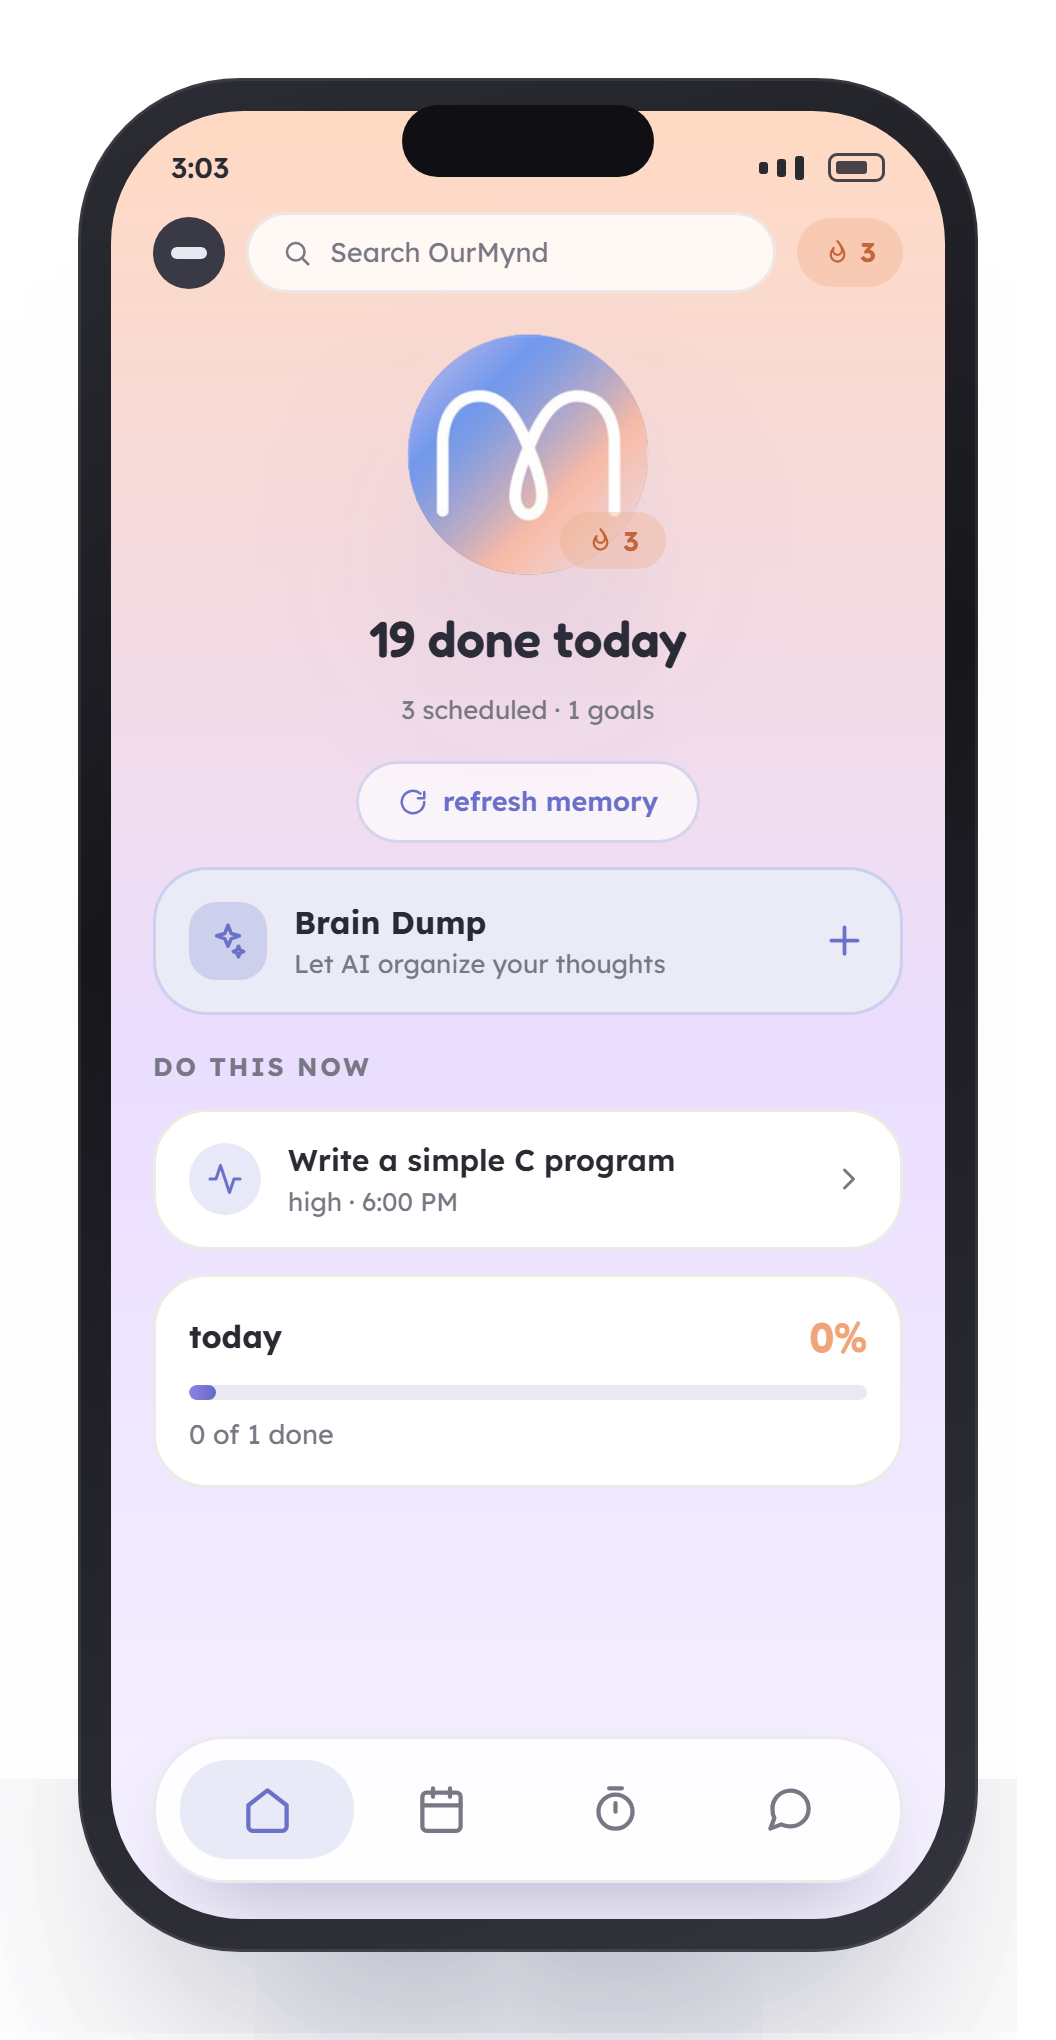 3:03
Search OurMynd
3
3
19 done today
3 scheduled · 1 goals
refresh memory
Brain Dump
Let AI organize your thoughts
DO THIS NOW
Write a simple C program
high · 6:00 PM
today
0%
0 of 1 done